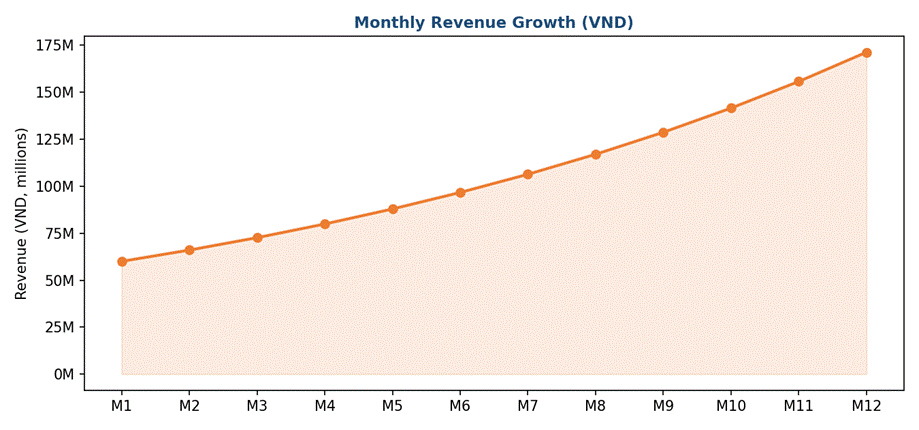 Monthly Revenue Growth (VND)
Revenue (VND, millions)
175M
150M
125M
100M
75M
50M
25M
0M
M1 M2 M3 M4 M5 M6 M7 M8 M9 M10 M11 M12